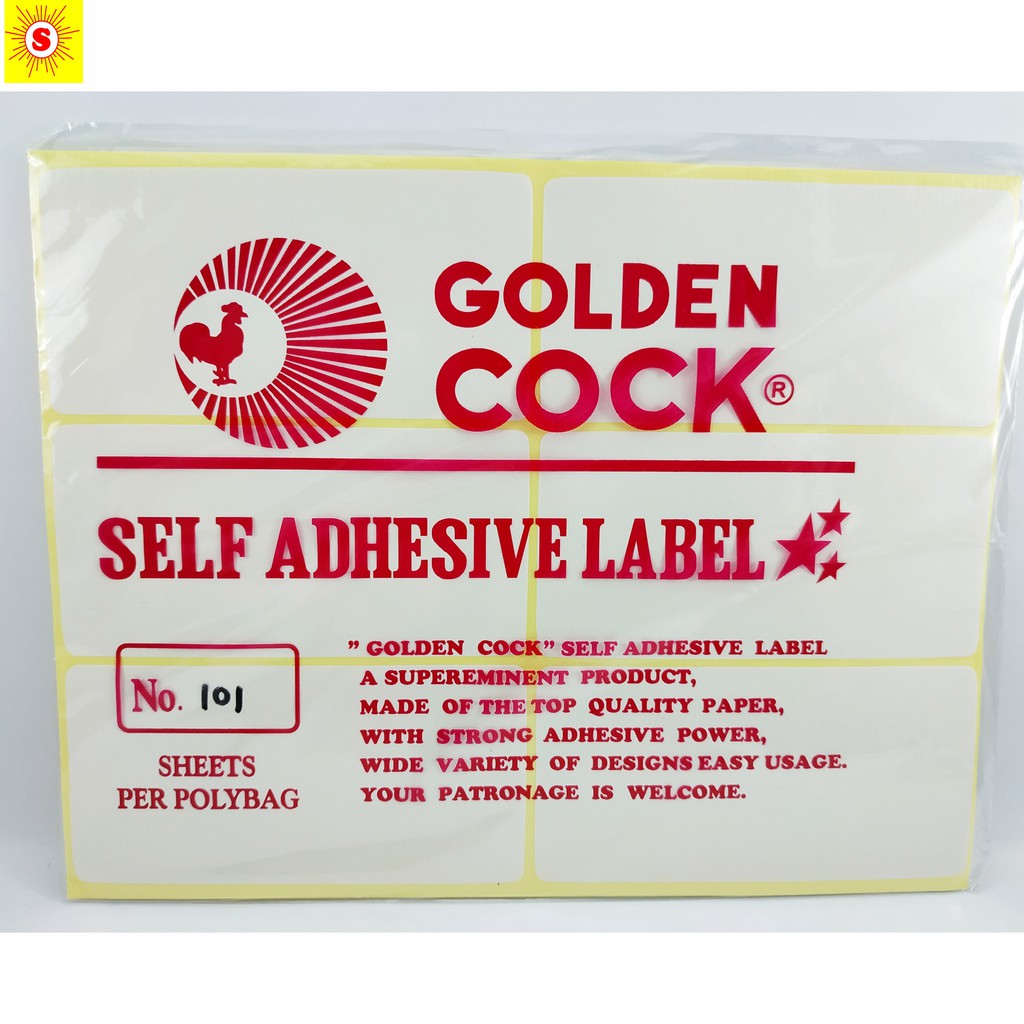 S
GOLDEN
COCK®
SELF ADHESIVE LABEL
No. 101
SHEETS
PER POLYBAG
” GOLDEN COCK” SELF ADHESIVE LABEL
A SUPEREMINENT PRODUCT,
MADE OF THE TOP QUALITY PAPER,
WITH STRONG ADHESIVE POWER,
WIDE VARIETY OF DESIGNS EASY USAGE.
YOUR PATRONAGE IS WELCOME.